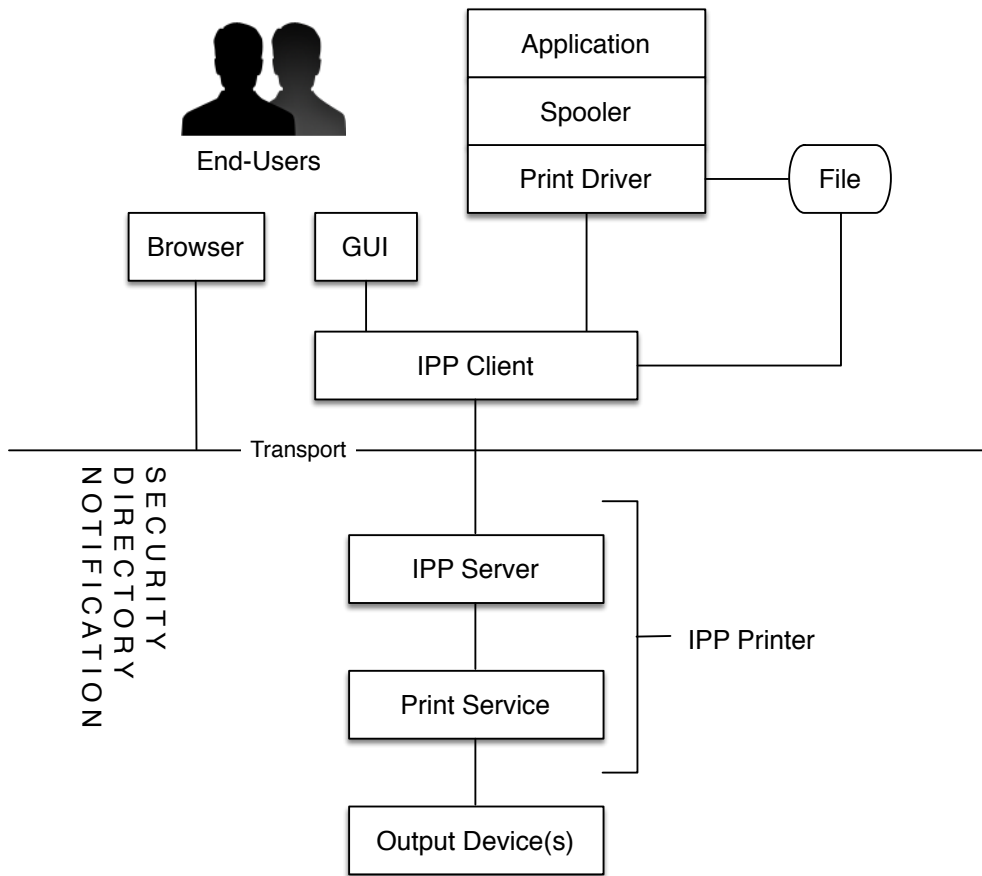 Application
Spooler
End-Users
Print Driver
File
Browser
GUI
IPP Client
Transport
SECURITY
DIRECTORY
NOTIFICATION
IPP Server
IPP Printer
Print Service
Output Device(s)